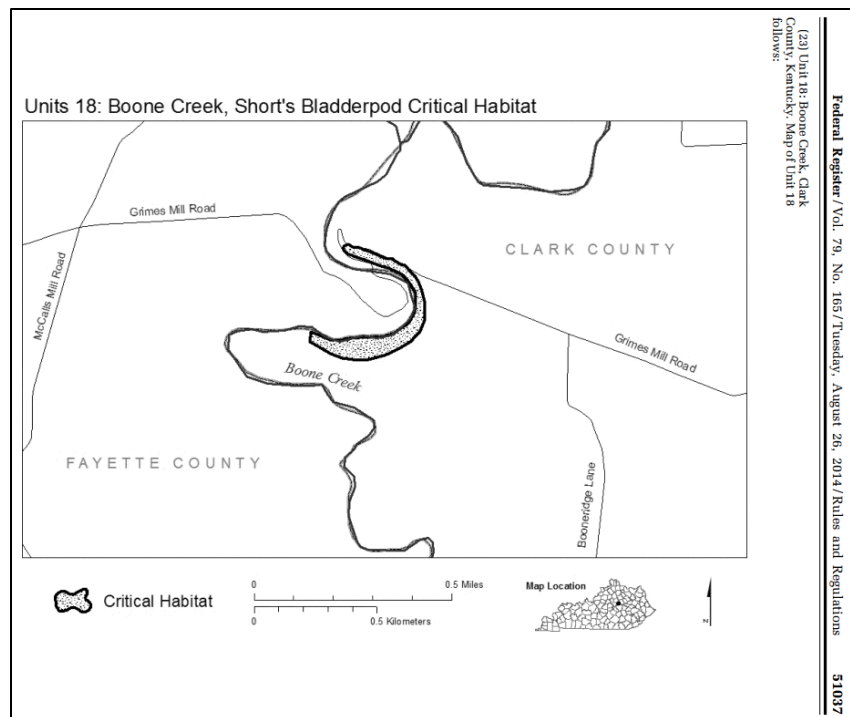 Federal Register / Vol. 79, No. 165 / Tuesday, August 26, 2014 / Rules and Regulations 51037
(23) Unit 18: Boone Creek, Clark
County, Kentucky. Map of Unit 18
follows:
Units 18: Boone Creek, Short's Bladderpod Critical Habitat
Grimes Mill Road
McCalls Mill Road
CLARK COUNTY
Grimes Mill Road
Boone Creek
FAYETTE COUNTY
Booneridge Lane
Critical Habitat
0 0.5 Miles
0 0.5 Kilometers
Map Location
N